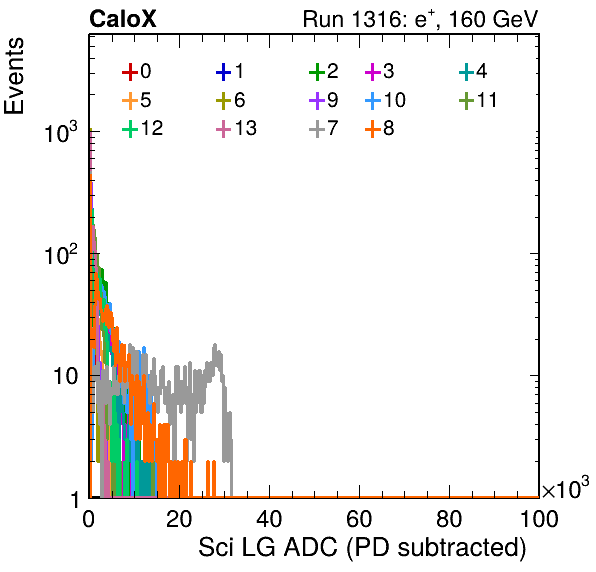 CaloX Run 1316: e⁺, 160 GeV
Events
0 1 2 3 4
5 6 9 10 11
12 13 7 8
10³
10²
10
1
0 20 40 60 80 100
×10³
Sci LG ADC (PD subtracted)